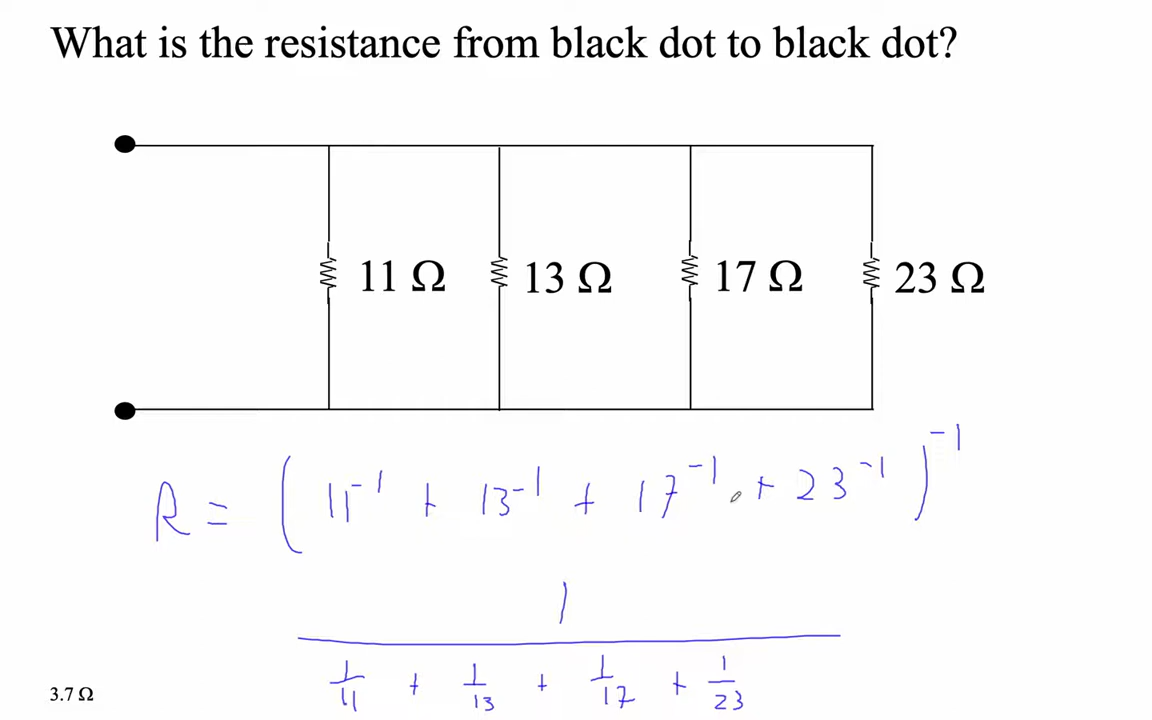 What is the resistance from black dot to black dot?
11 Ω 13 Ω 17 Ω 23 Ω
R = ( 11⁻¹ + 13⁻¹ + 17⁻¹ + 23⁻¹ )⁻¹
1
1/11 + 1/13 + 1/17 + 1/23
3.7 Ω